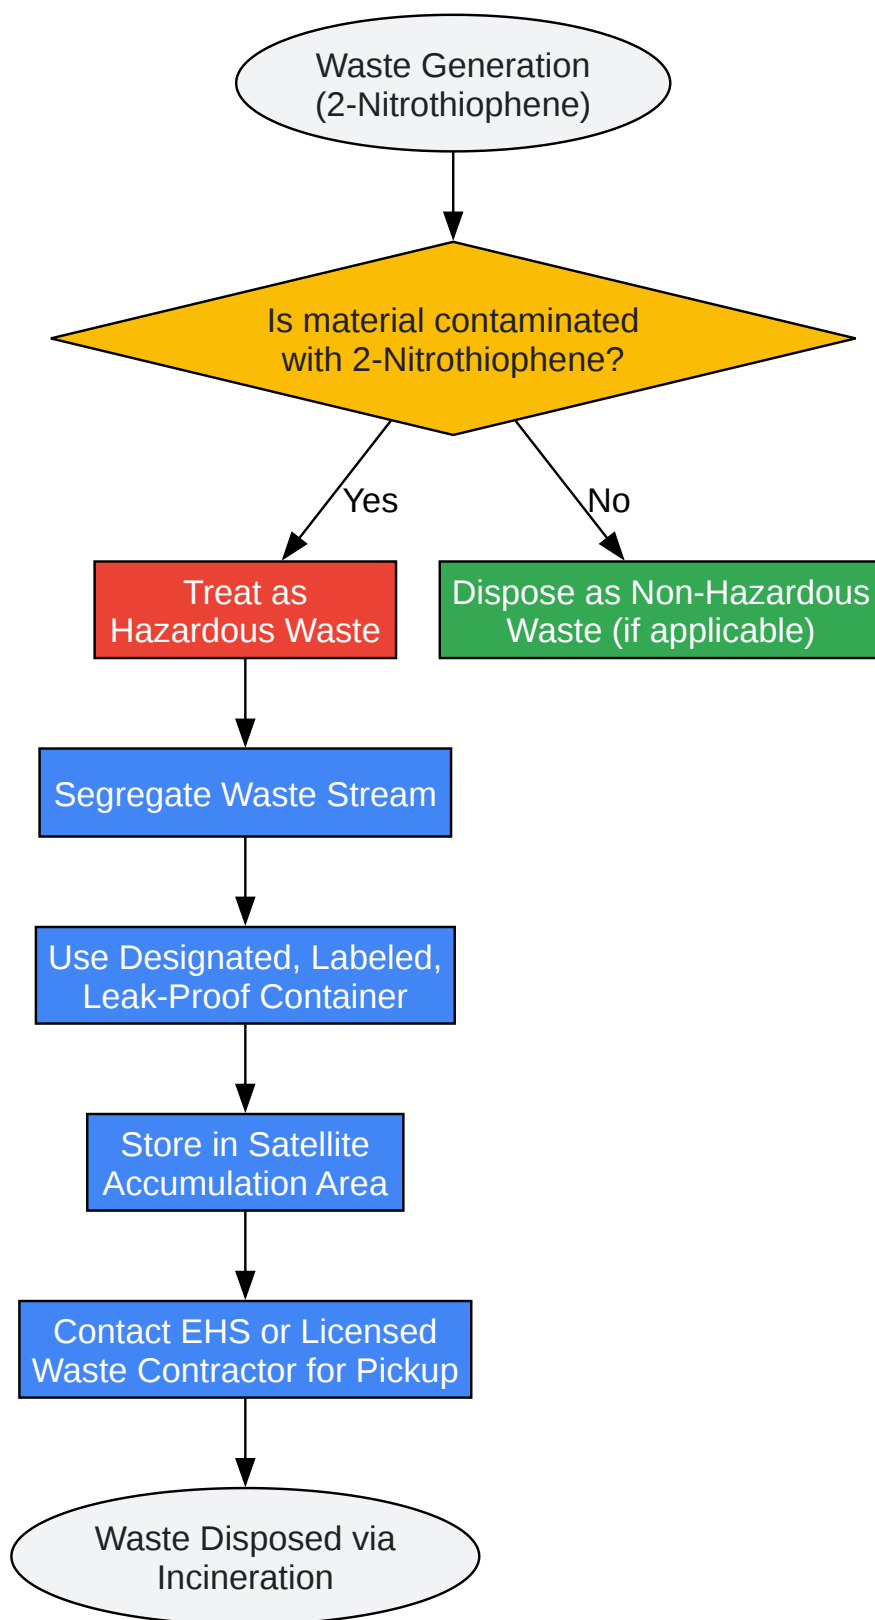 Waste Generation
(2-Nitrothiophene)
Is material contaminated
with 2-Nitrothiophene?
Yes
No
Treat as
Hazardous Waste
Dispose as Non-Hazardous
Waste (if applicable)
Segregate Waste Stream
Use Designated, Labeled,
Leak-Proof Container
Store in Satellite
Accumulation Area
Contact EHS or Licensed
Waste Contractor for Pickup
Waste Disposed via
Incineration